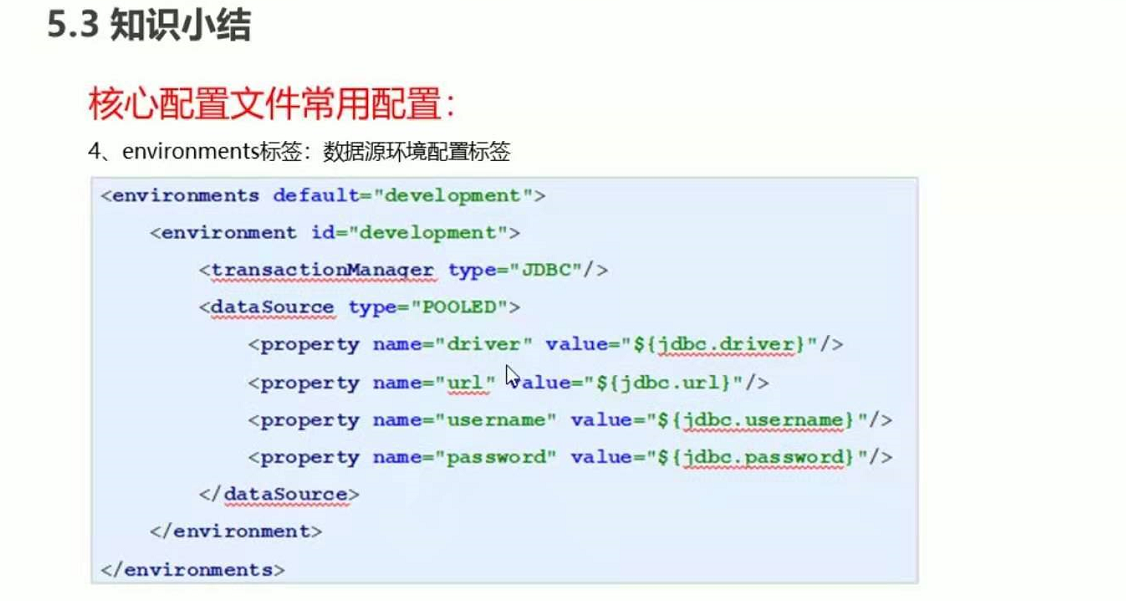 5.3 知识小结
核心配置文件常用配置：
4、environments标签：数据源环境配置标签
<environments default="development">
<environment id="development">
<transactionManager type="JDBC"/>
<dataSource type="POOLED">
<property name="driver" value="${jdbc.driver}"/>
<property name="url" value="${jdbc.url}"/>
<property name="username" value="${jdbc.username}"/>
<property name="password" value="${jdbc.password}"/>
</dataSource>
</environment>
</environments>